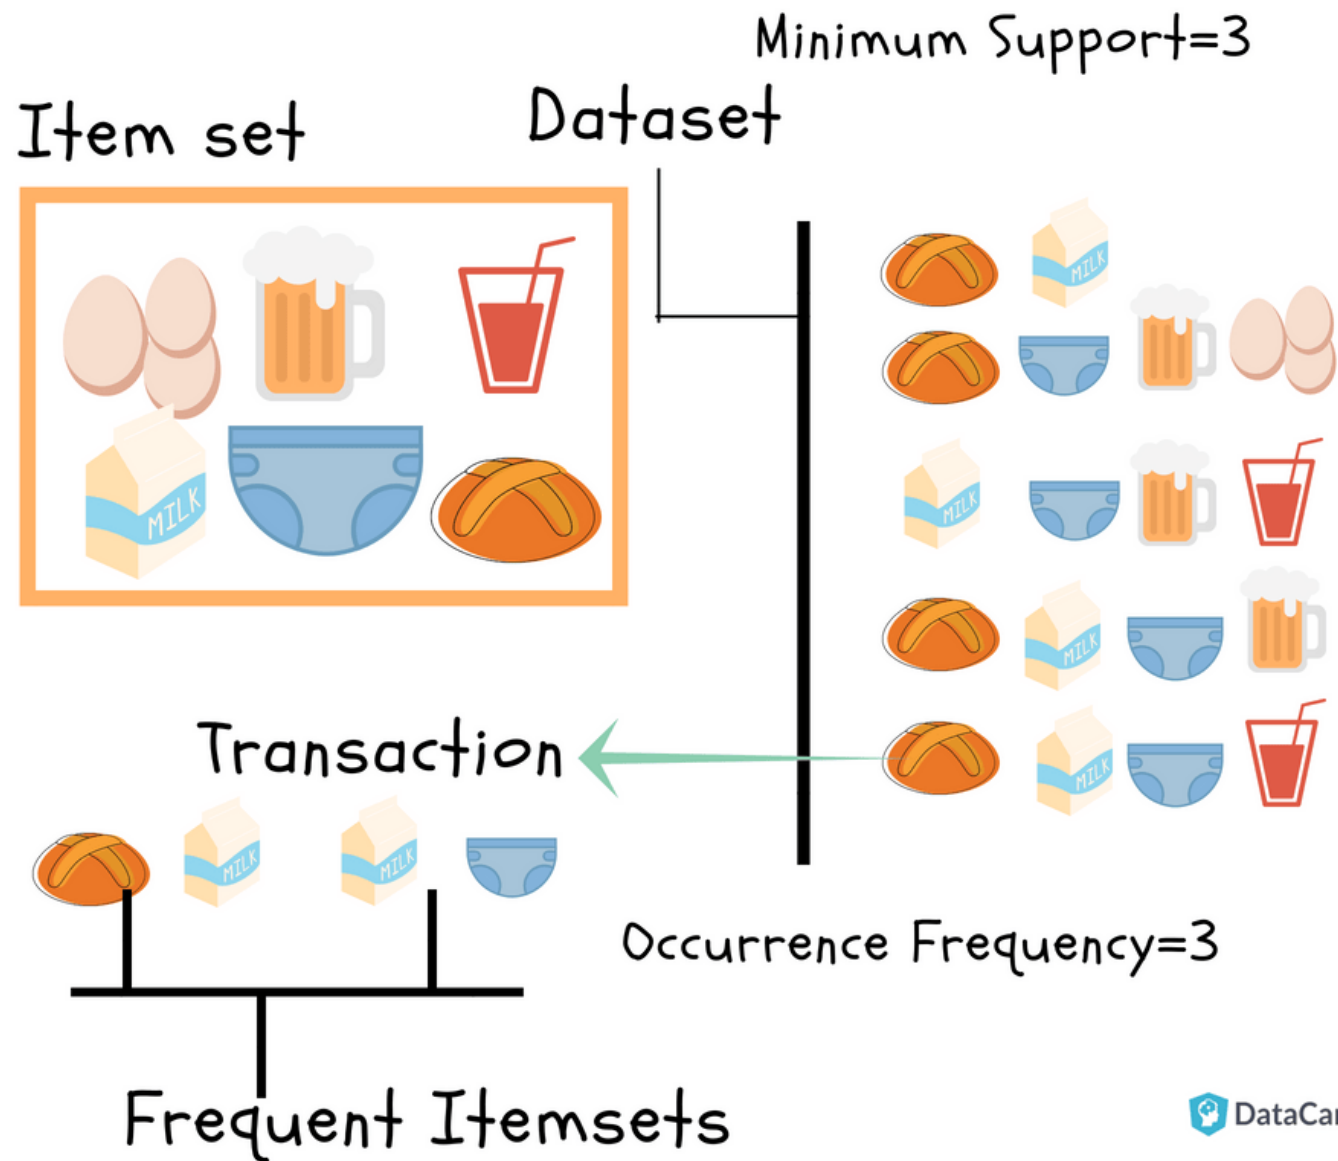 Minimum Support=3
Dataset
Item set
MILK
MILK
MILK
MILK
MILK
Transaction
MILK
MILK
Occurrence Frequency=3
Frequent Itemsets
DataCar